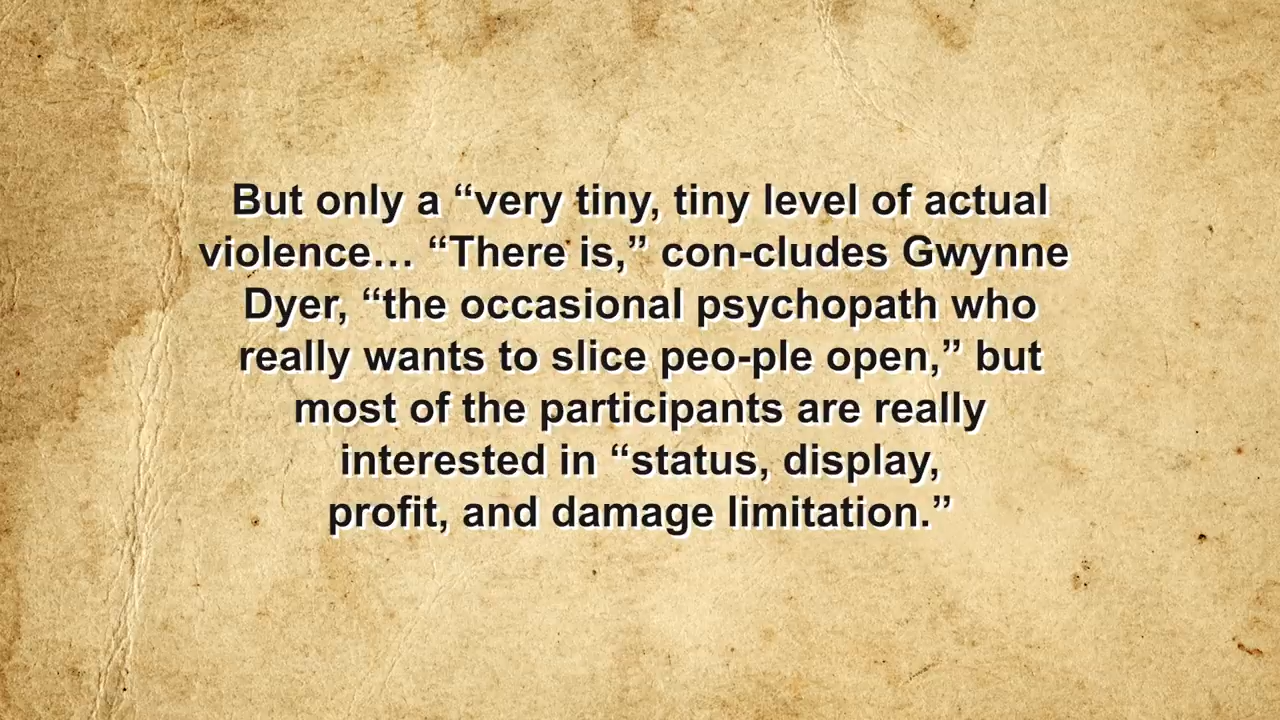 But only a “very tiny, tiny level of actual
violence… “There is,” con-cludes Gwynne
Dyer, “the occasional psychopath who
really wants to slice peo-ple open,” but
most of the participants are really
interested in “status, display,
profit, and damage limitation.”